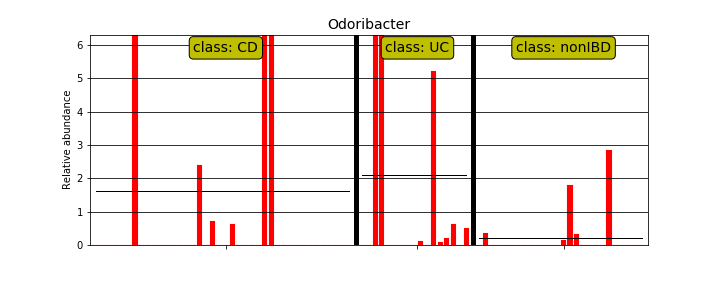 Odoribacter
class: CD
class: UC
class: nonIBD
Relative abundance
6
5
4
3
2
1
0